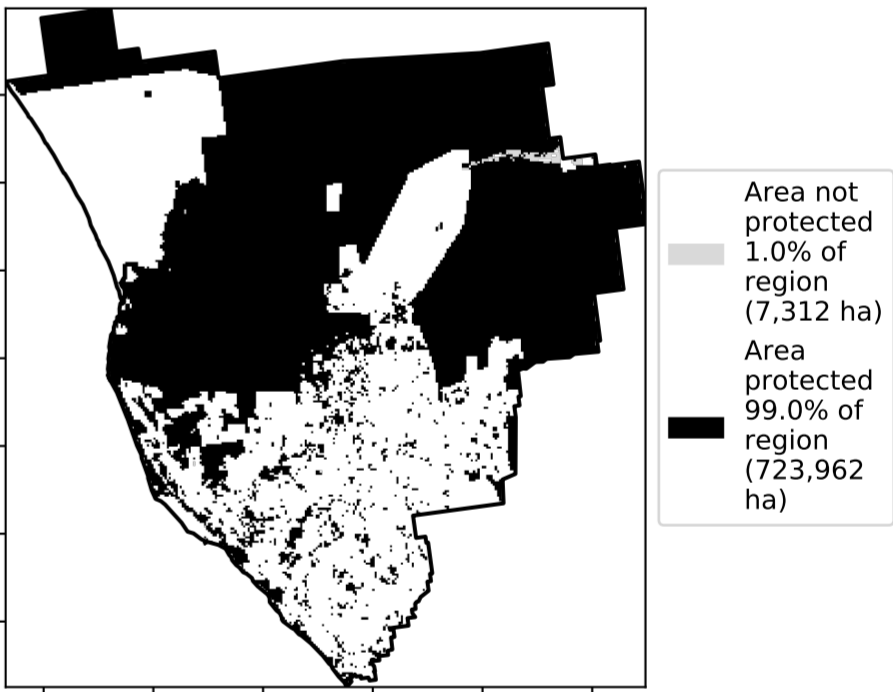 Area not
protected
1.0% of
region
(7,312 ha)
Area
protected
99.0% of
region
(723,962
ha)